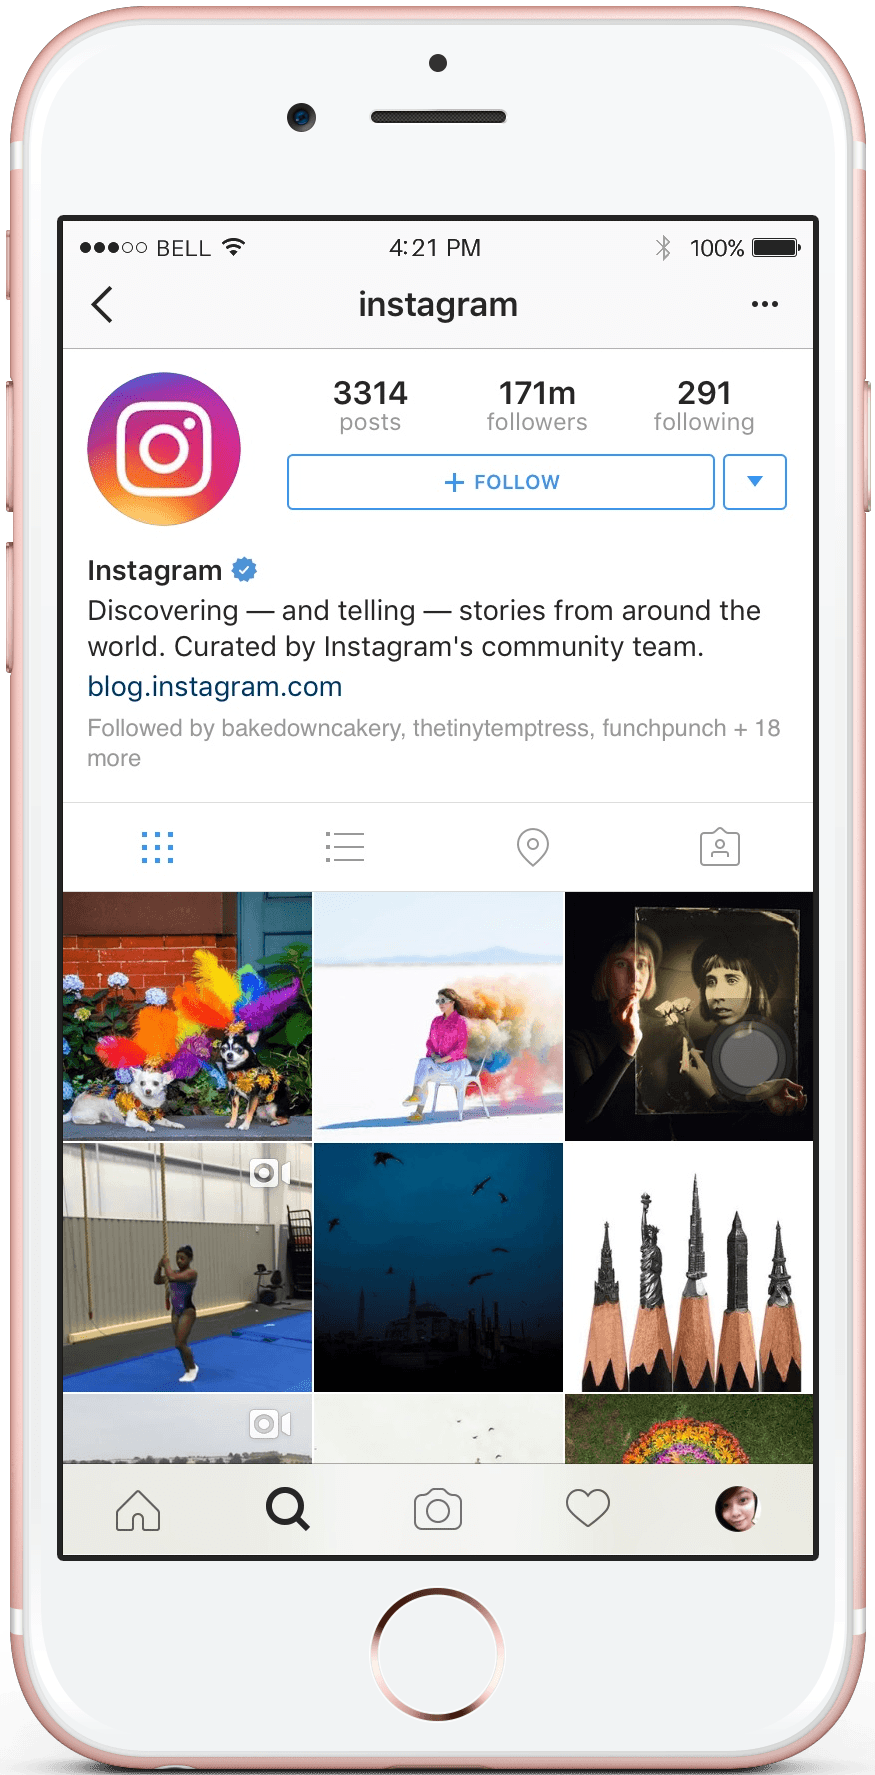 BELL 4:21 PM 100%
instagram
3314 171m 291
posts followers following
+ FOLLOW
Instagram
Discovering — and telling — stories from around the
world. Curated by Instagram's community team.
blog.instagram.com
Followed by bakedowncakery, thetinytemptress, funchpunch + 18
more